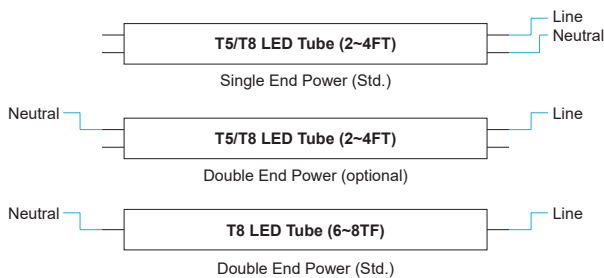 Line
T5/T8 LED Tube (2~4FT)
Neutral
Single End Power (Std.)
Neutral
Line
T5/T8 LED Tube (2~4FT)
Double End Power (optional)
Neutral
Line
T8 LED Tube (6~8TF)
Double End Power (Std.)